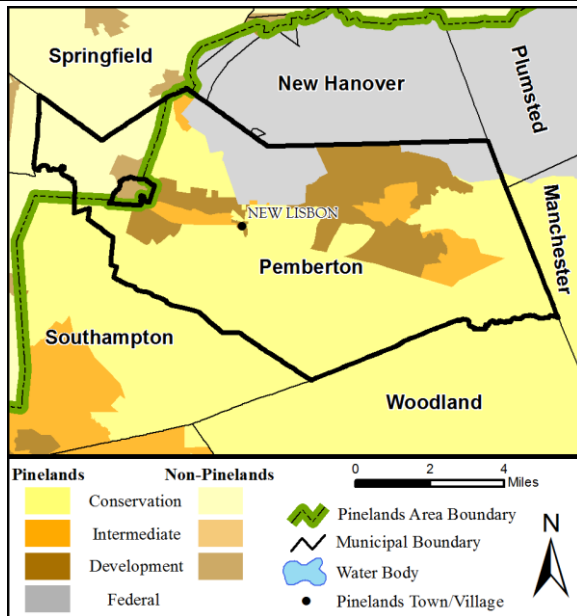 Springfield
New Hanover
Plumsted
Manchester
NEW LISBON
Pemberton
Southampton
Woodland
Pinelands Non-Pinelands
Conservation
Intermediate
Development
Federal
0 2 4
Miles
Pinelands Area Boundary
Municipal Boundary
Water Body
Pinelands Town/Village
N